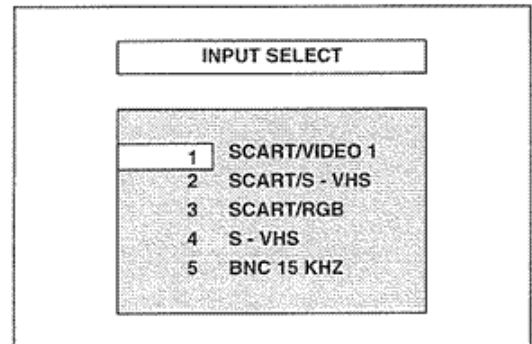 INPUT SELECT
1 SCART/VIDEO 1
2 SCART/S - VHS
3 SCART/RGB
4 S - VHS
5 BNC 15 KHZ